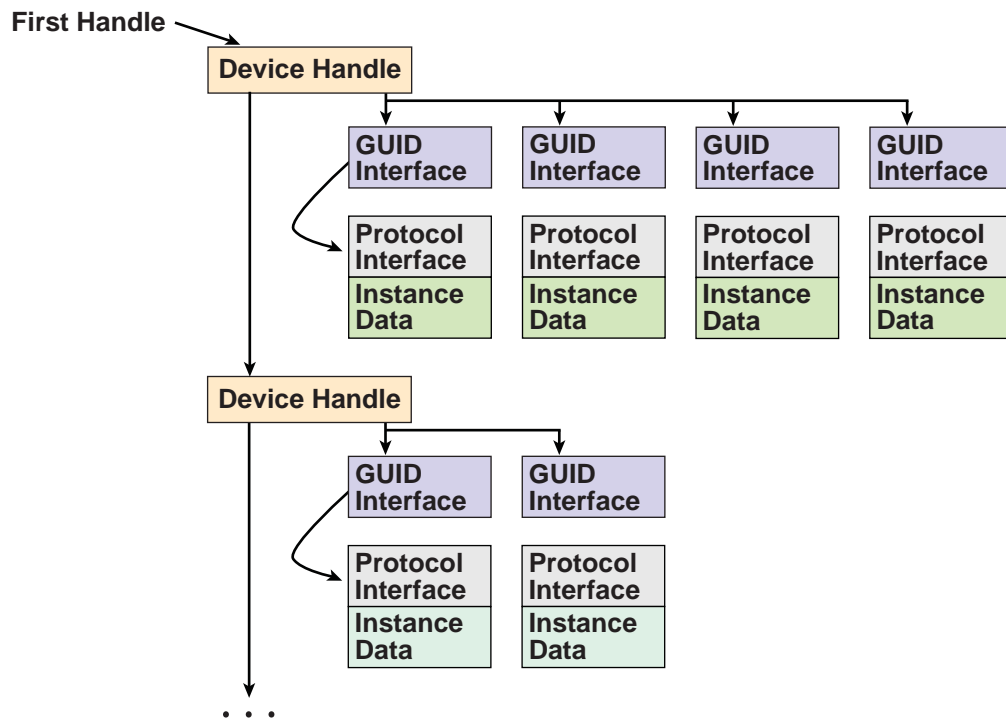 First Handle
Device Handle
GUID
Interface
GUID
Interface
GUID
Interface
GUID
Interface
Protocol
Interface
Instance
Data
Protocol
Interface
Instance
Data
Protocol
Interface
Instance
Data
Protocol
Interface
Instance
Data
Device Handle
GUID
Interface
GUID
Interface
Protocol
Interface
Instance
Data
Protocol
Interface
Instance
Data
. . .